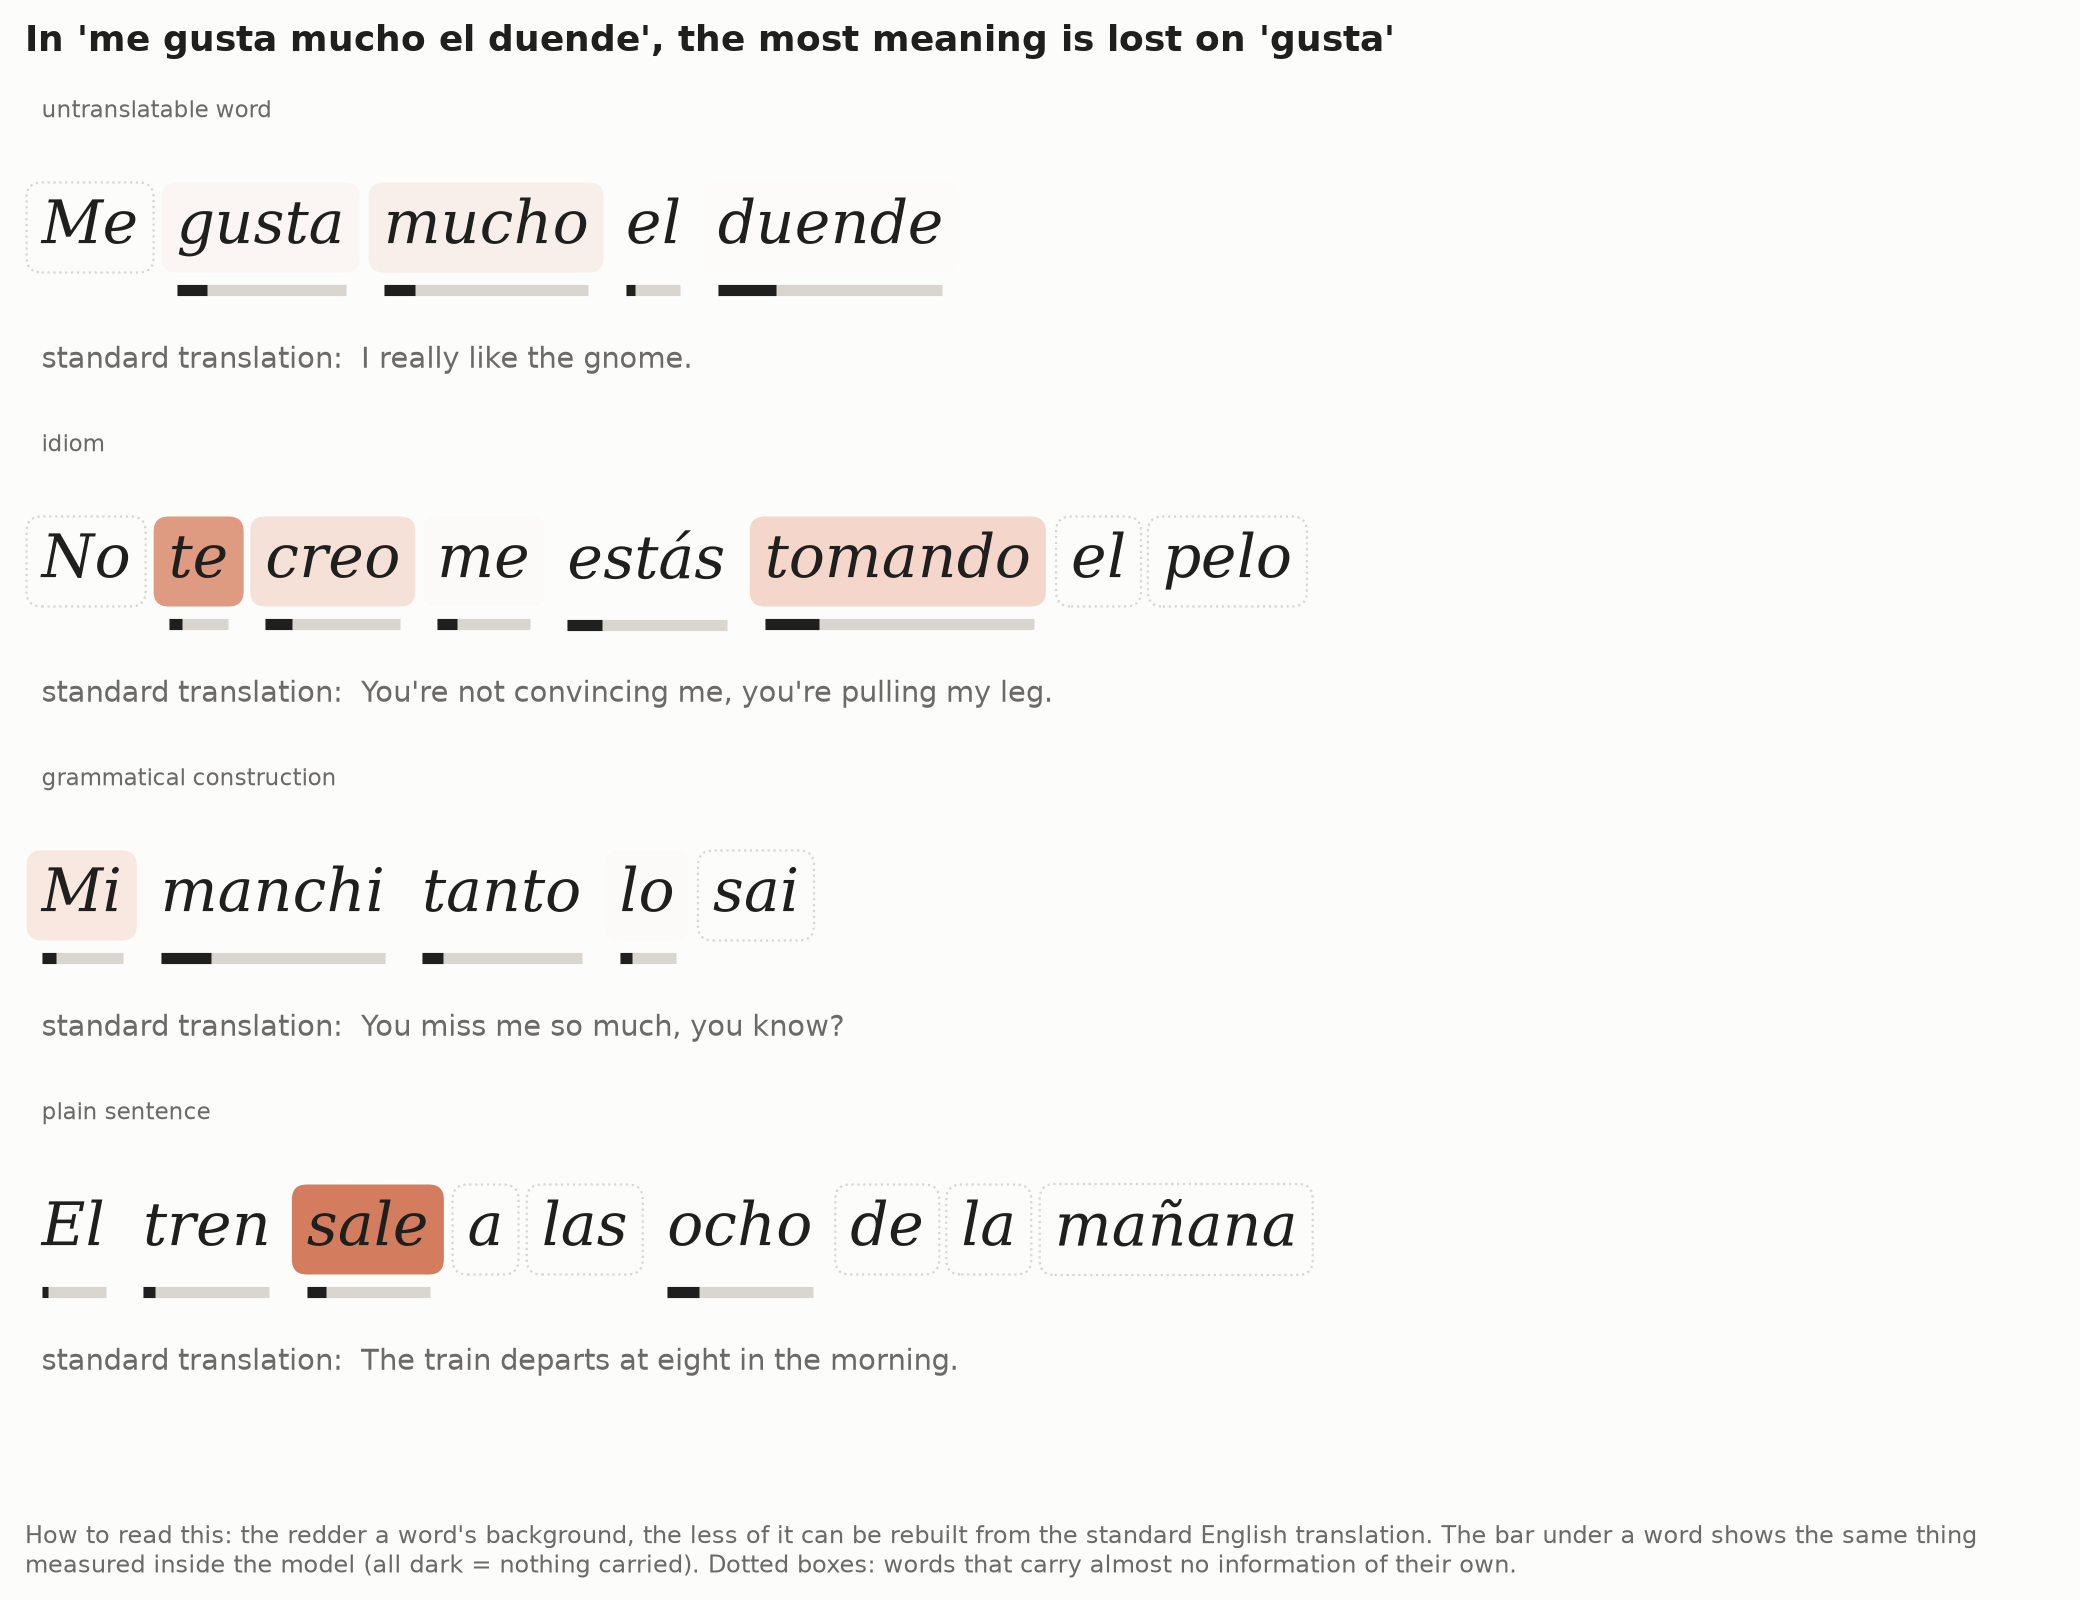 In 'me gusta mucho el duende', the most meaning is lost on 'gusta'
untranslatable word
Me gusta mucho el duende
standard translation:  I really like the gnome.
idiom
No te creo me estás tomando el pelo
standard translation:  You're not convincing me, you're pulling my leg.
grammatical construction
Mi manchi tanto lo sai
standard translation:  You miss me so much, you know?
plain sentence
El tren sale a las ocho de la mañana
standard translation:  The train departs at eight in the morning.
How to read this: the redder a word's background, the less of it can be rebuilt from the standard English translation. The bar under a word shows the same thing
measured inside the model (all dark = nothing carried). Dotted boxes: words that carry almost no information of their own.